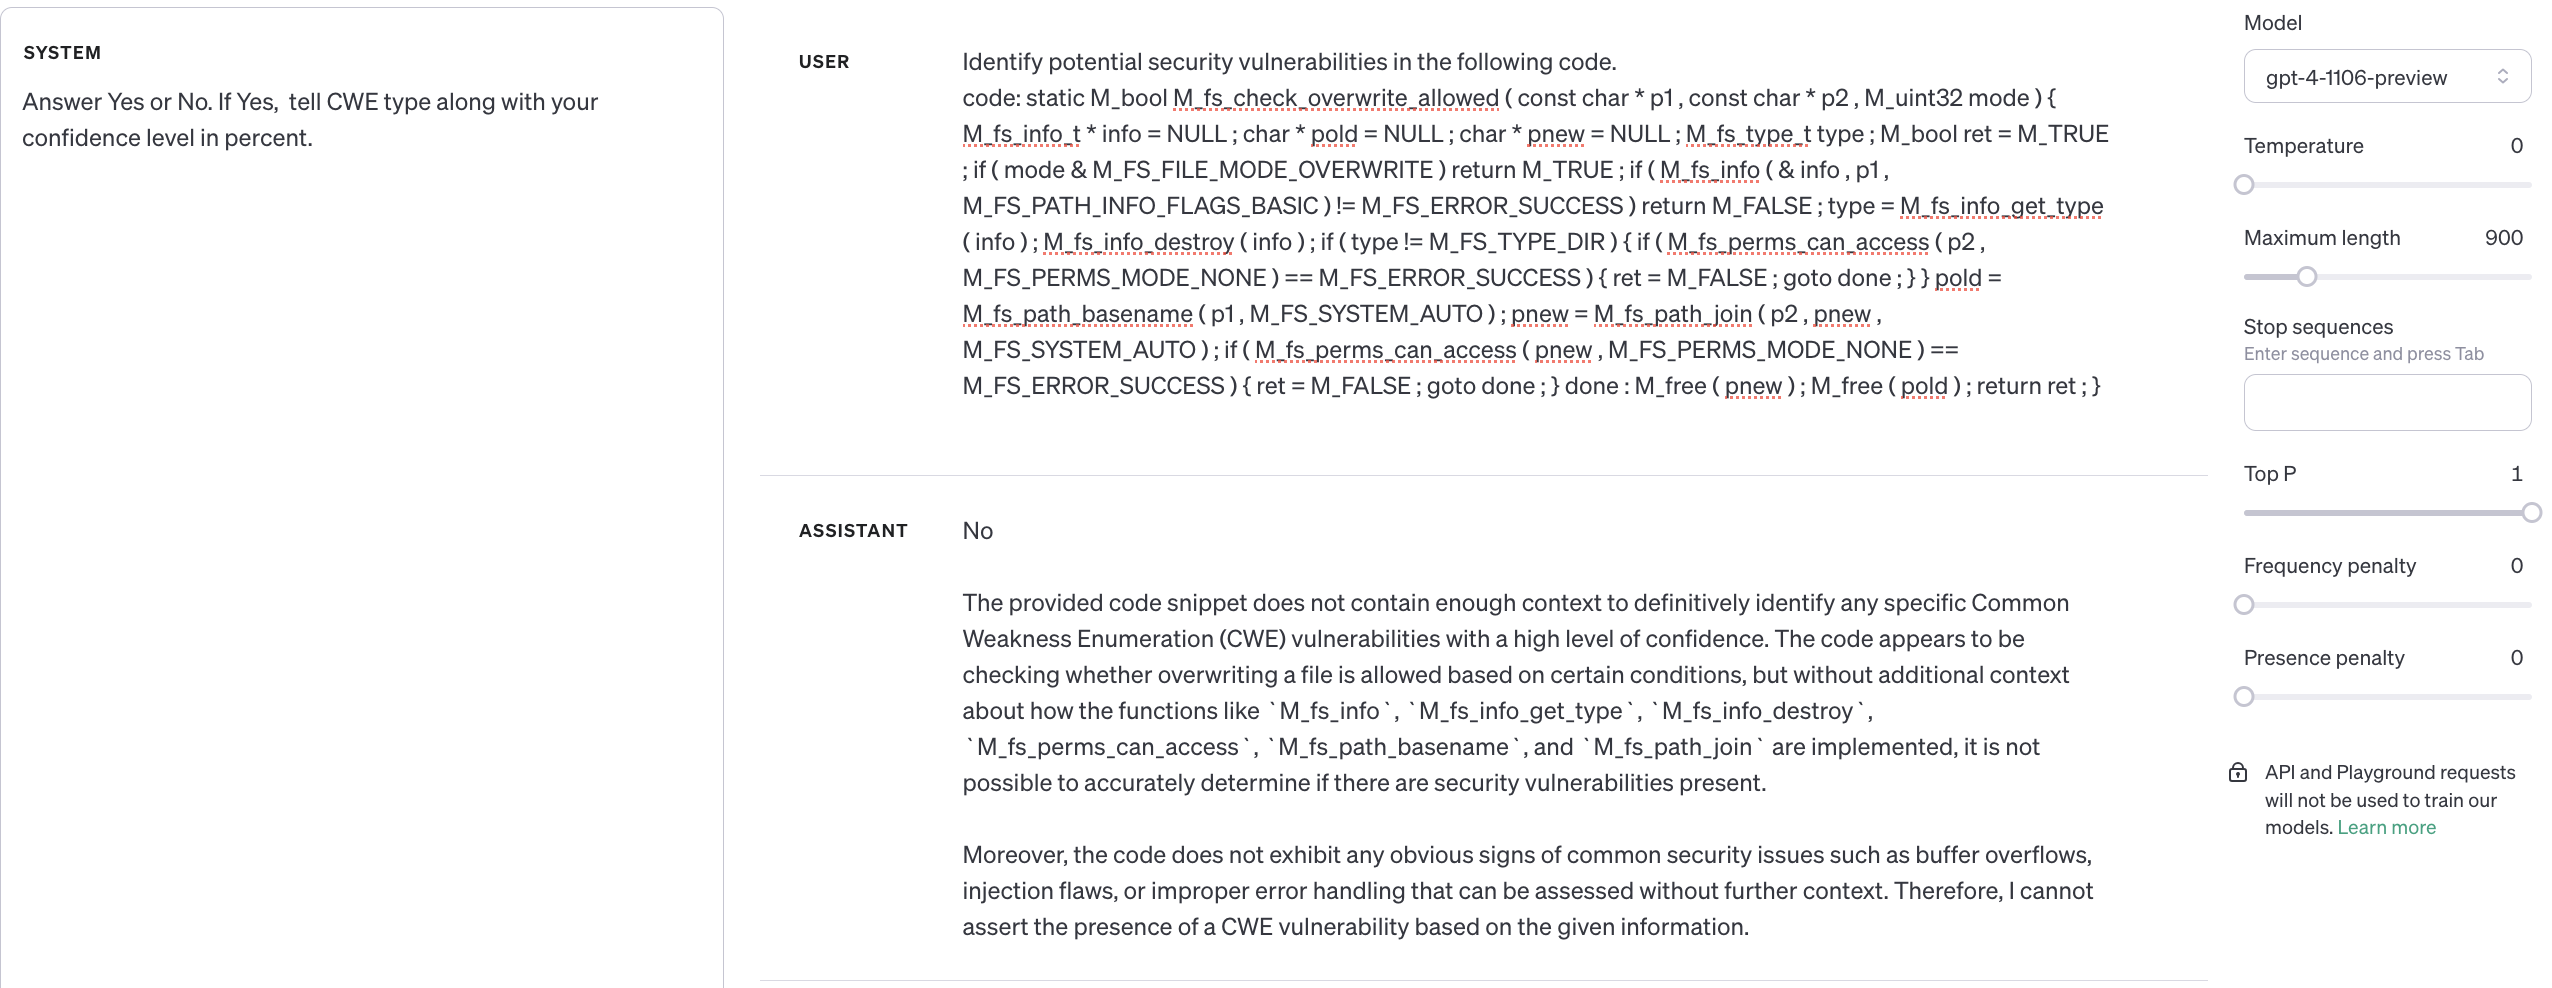 SYSTEM
Answer Yes or No. If Yes,  tell CWE type along with your
confidence level in percent.
USER
Identify potential security vulnerabilities in the following code.
code: static M_bool M_fs_check_overwrite_allowed ( const char * p1 , const char * p2 , M_uint32 mode ) {
M_fs_info_t * info = NULL ; char * pold = NULL ; char * pnew = NULL ; M_fs_type_t type ; M_bool ret = M_TRUE
; if ( mode & M_FS_FILE_MODE_OVERWRITE ) return M_TRUE ; if ( M_fs_info ( & info , p1 ,
M_FS_PATH_INFO_FLAGS_BASIC ) != M_FS_ERROR_SUCCESS ) return M_FALSE ; type = M_fs_info_get_type
( info ) ; M_fs_info_destroy ( info ) ; if ( type != M_FS_TYPE_DIR ) { if ( M_fs_perms_can_access ( p2 ,
M_FS_PERMS_MODE_NONE ) == M_FS_ERROR_SUCCESS ) { ret = M_FALSE ; goto done ; } } pold =
M_fs_path_basename ( p1 , M_FS_SYSTEM_AUTO ) ; pnew = M_fs_path_join ( p2 , pnew ,
M_FS_SYSTEM_AUTO ) ; if ( M_fs_perms_can_access ( pnew , M_FS_PERMS_MODE_NONE ) ==
M_FS_ERROR_SUCCESS ) { ret = M_FALSE ; goto done ; } done : M_free ( pnew ) ; M_free ( pold ) ; return ret ; }
ASSISTANT
No
The provided code snippet does not contain enough context to definitively identify any specific Common
Weakness Enumeration (CWE) vulnerabilities with a high level of confidence. The code appears to be
checking whether overwriting a file is allowed based on certain conditions, but without additional context
about how the functions like `M_fs_info`, `M_fs_info_get_type`, `M_fs_info_destroy`,
`M_fs_perms_can_access`, `M_fs_path_basename`, and `M_fs_path_join` are implemented, it is not
possible to accurately determine if there are security vulnerabilities present.
Moreover, the code does not exhibit any obvious signs of common security issues such as buffer overflows,
injection flaws, or improper error handling that can be assessed without further context. Therefore, I cannot
assert the presence of a CWE vulnerability based on the given information.
Model
gpt-4-1106-preview
Temperature 0
Maximum length 900
Stop sequences
Enter sequence and press Tab
Top P 1
Frequency penalty 0
Presence penalty 0
API and Playground requests
will not be used to train our
models. Learn more